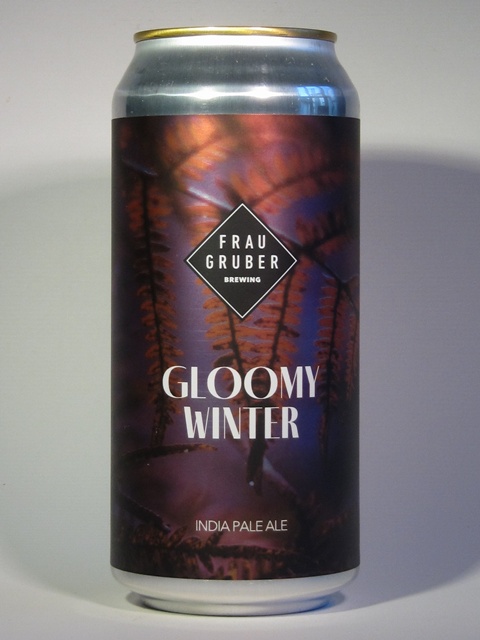 FRAU
GRUBER
BREWING
GLOOMY
WINTER
INDIA PALE ALE